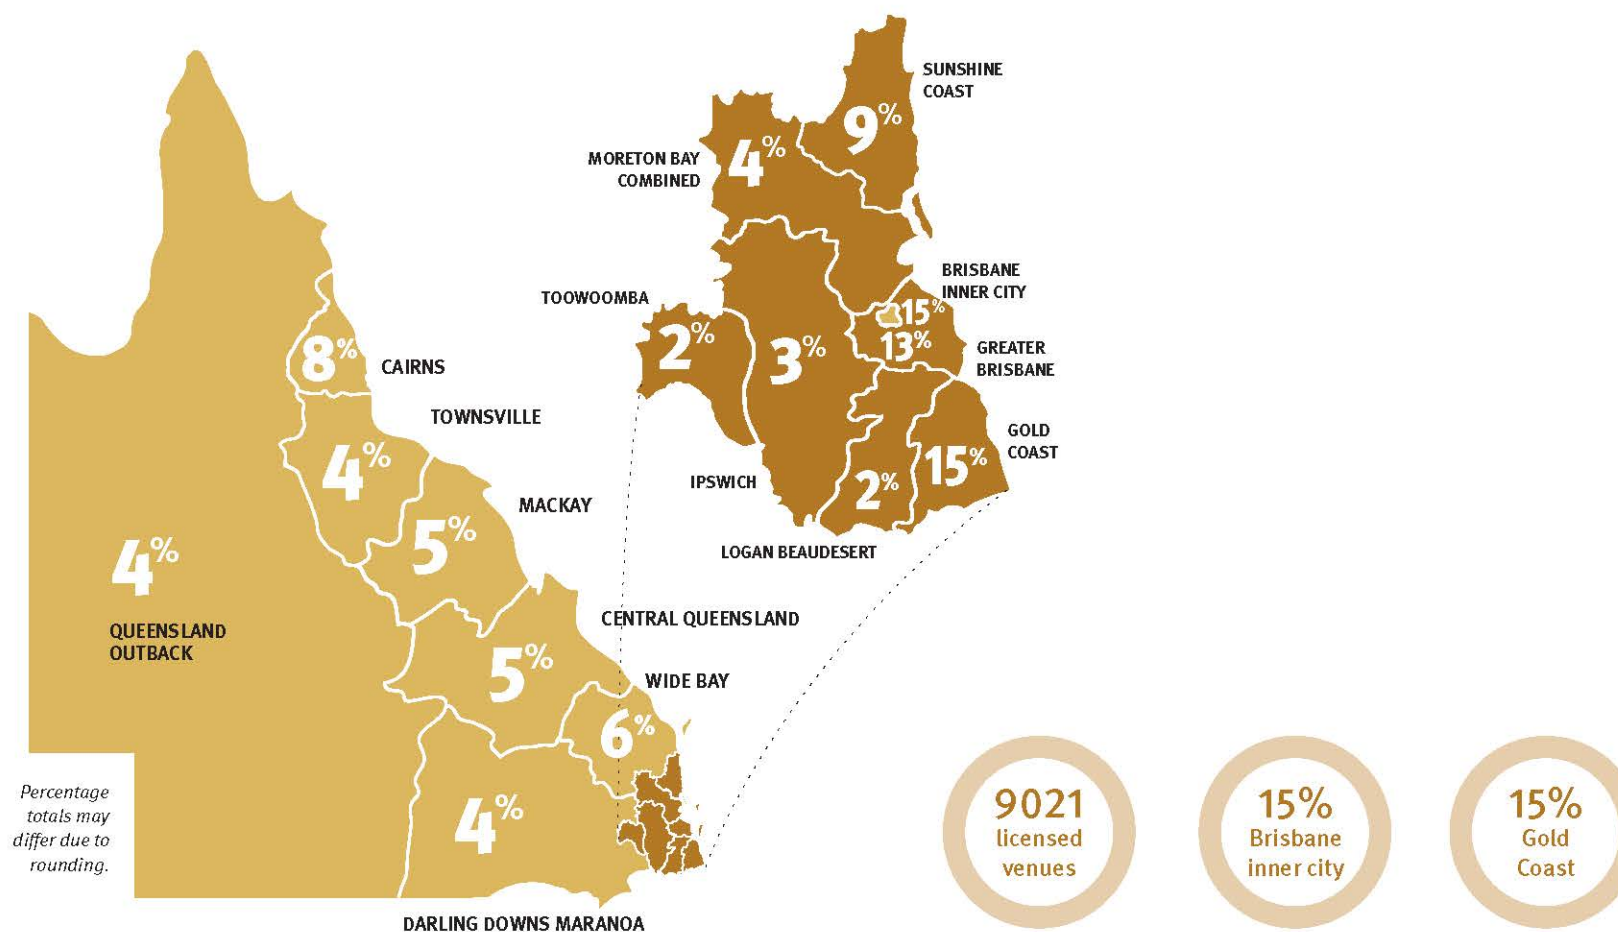 SUNSHINE
COAST
9%
MORETON BAY
COMBINED
4%
BRISBANE
INNER CITY
15%
TOOWOOMBA
2%
3%
13%
GREATER
BRISBANE
8%
CAIRNS
TOWNSVILLE
4%
GOLD
COAST
15%
IPSWICH
2%
LOGAN BEAUDESERT
MACKAY
5%
4%
QUEENSLAND
OUTBACK
CENTRAL QUEENSLAND
5%
WIDE BAY
6%
4%
DARLING DOWNS MARANOA
Percentage
totals may
differ due to
rounding.
9021
licensed
venues
15%
Brisbane
inner city
15%
Gold
Coast